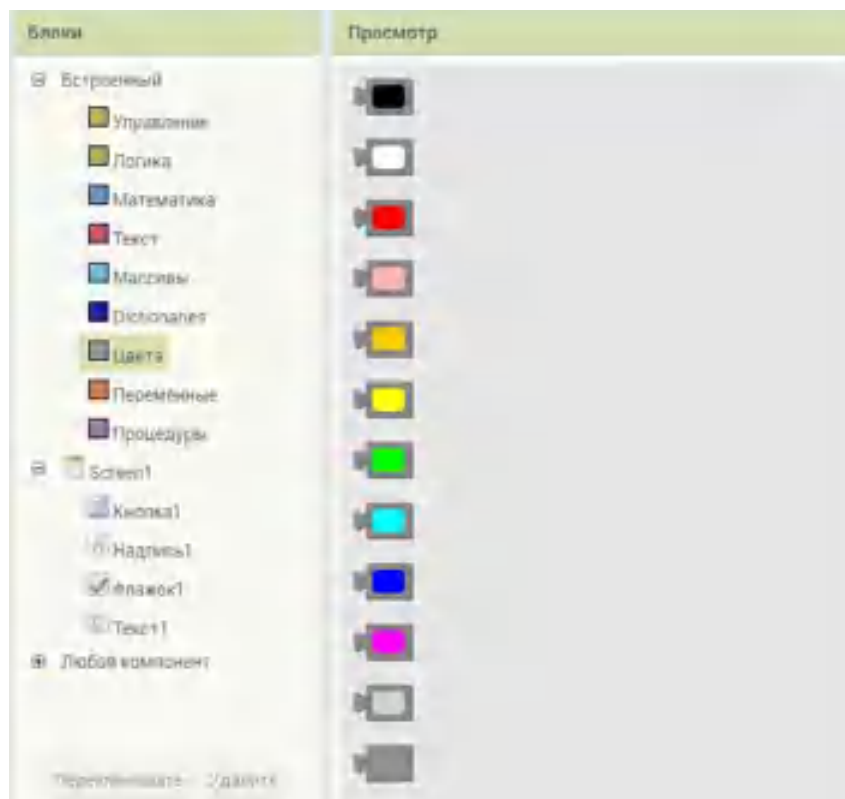 Блоки
Просмотр
Встроенный
Управление
Логика
Математика
Текст
Массивы
Dictionaries
Цвета
Переменные
Процедуры
Screen1
Кнопка1
Надпись1
Флажок1
Текст1
Любой компонент
Переименовать Удалить